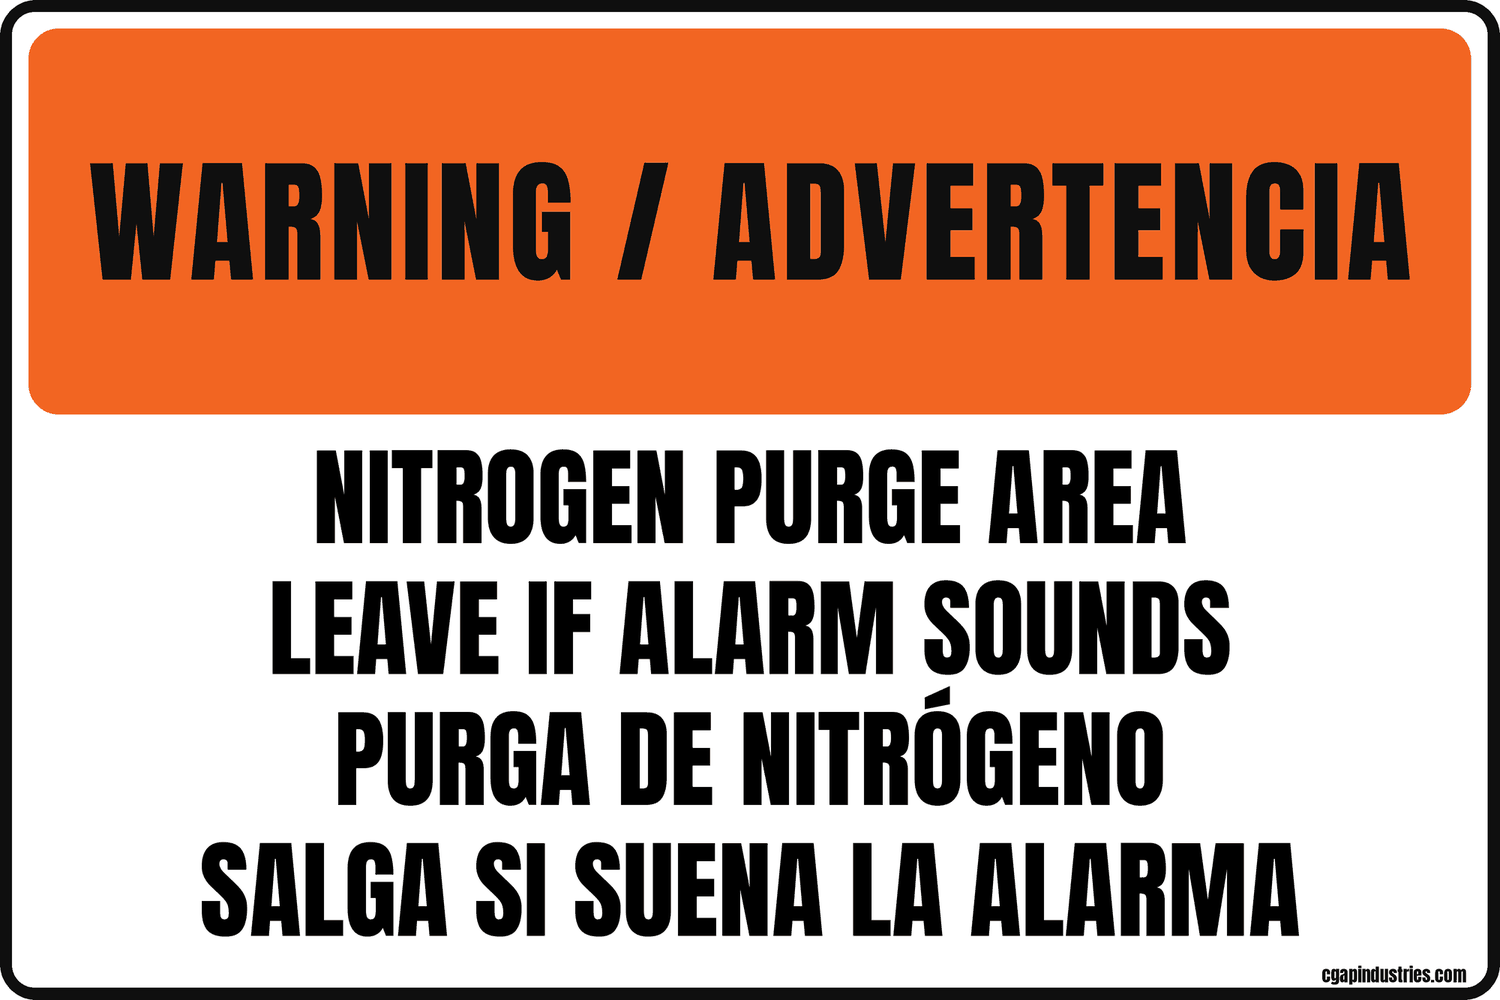 WARNING / ADVERTENCIA
NITROGEN PURGE AREA
LEAVE IF ALARM SOUNDS
PURGA DE NITRÓGENO
SALGA SI SUENA LA ALARMA
cgapindustries.com